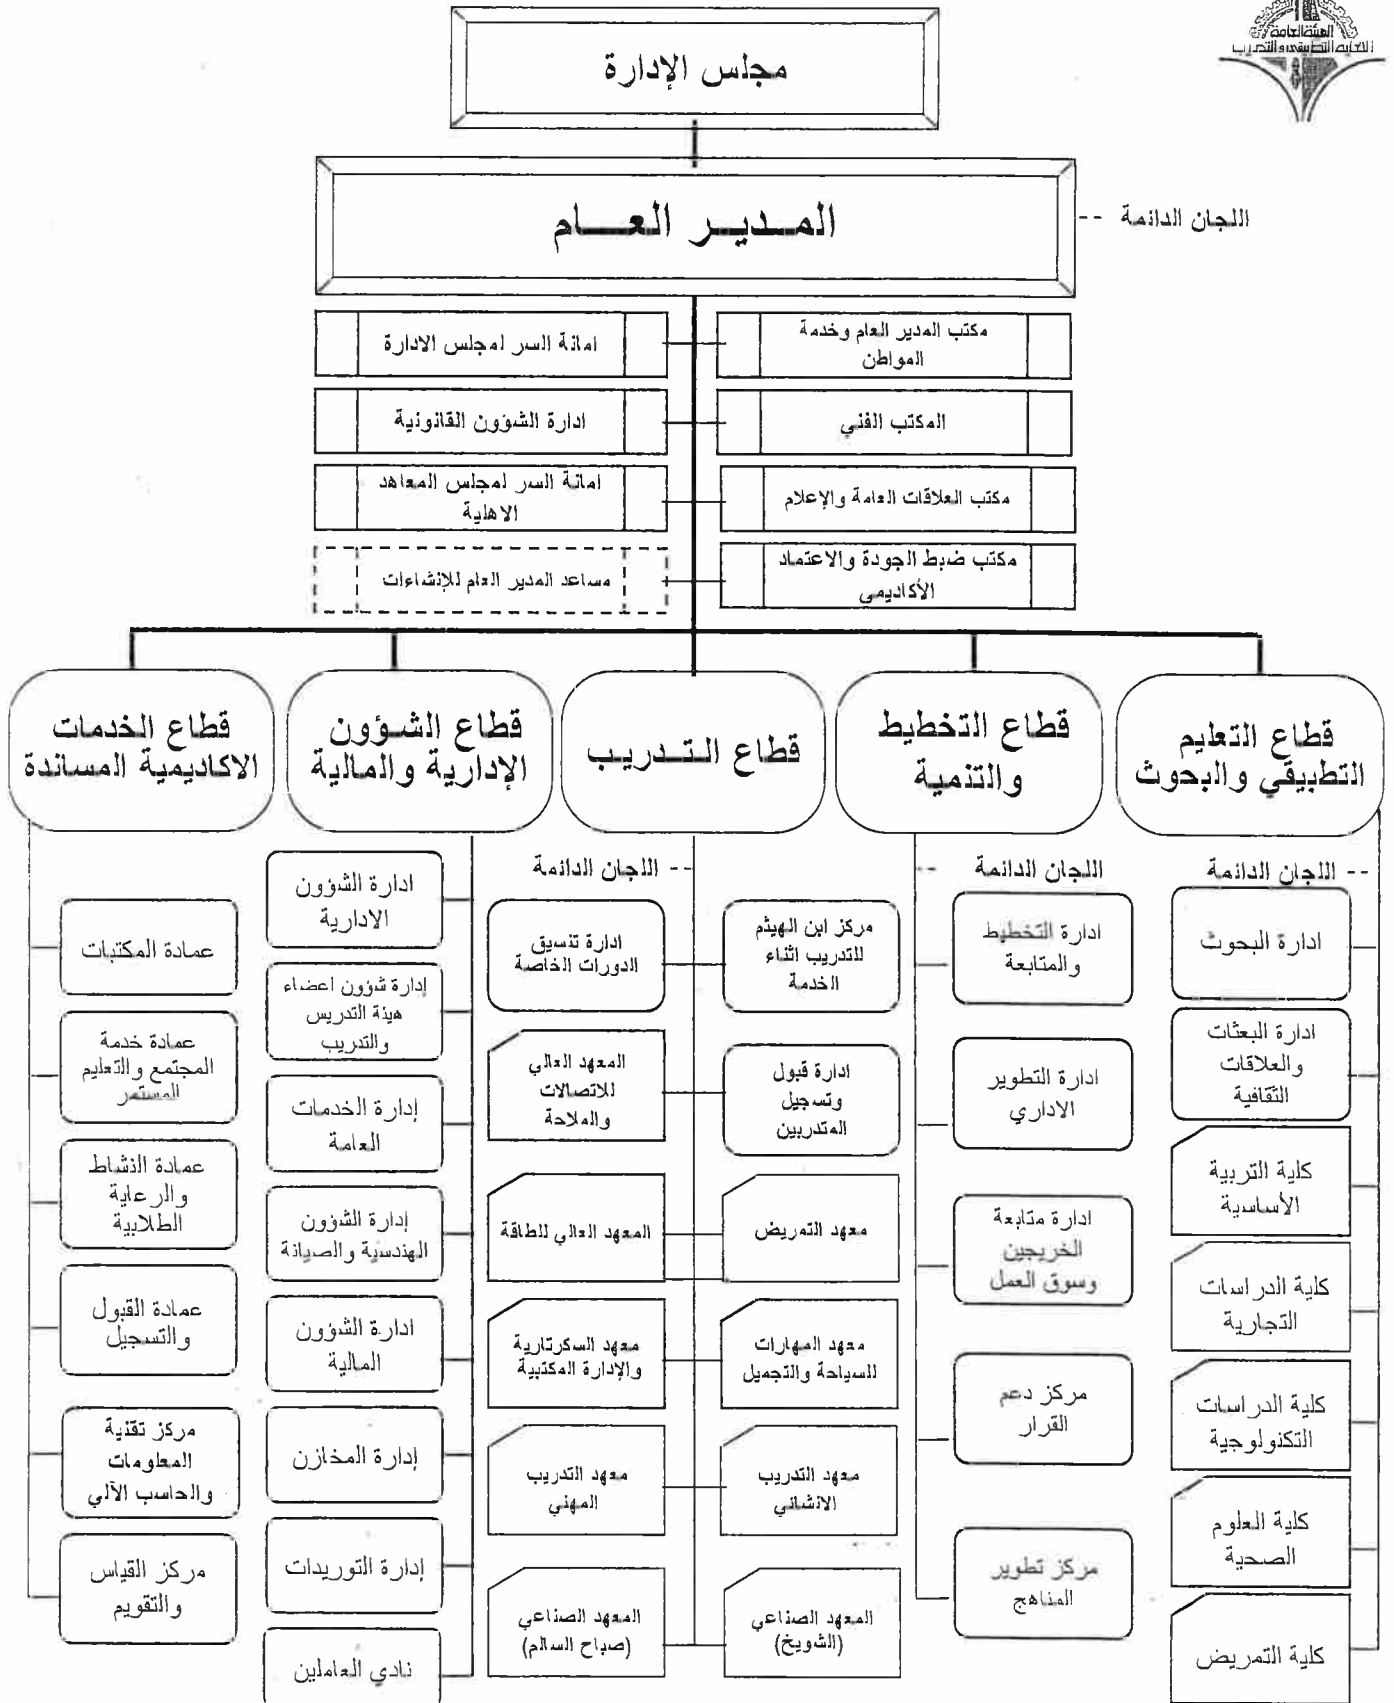 الهيئة العامة
للتعليم التطبيقي والتدريب
مجلس الإدارة
المدير العام
اللجان الدائمة
مكتب المدير العام وخدمة
المواطن
امانة السر لمجلس الادارة
المكتب الفني
ادارة الشؤون القانونية
مكتب العلاقات العامة والإعلام
امانة السر لمجلس المعاهد
الاهلية
مكتب ضبط الجودة والاعتماد
الأكاديمي
مساعد المدير العام للإنشاءات
قطاع التعليم
التطبيقي والبحوث
اللجان الدائمة
ادارة البحوث
ادارة البعثات
والعلاقات
الثقافية
كلية التربية
الأساسية
كلية الدراسات
التجارية
كلية الدراسات
التكنولوجية
كلية العلوم
الصحية
كلية التمريض
قطاع التخطيط
والتنمية
اللجان الدائمة
ادارة التخطيط
والمتابعة
ادارة التطوير
الاداري
ادارة متابعة
الخريجين
وسوق العمل
مركز دعم
القرار
مركز تطوير
المناهج
قطاع التدريب
اللجان الدائمة
مركز ابن الهيثم
للتدريب اثناء
الخدمة
ادارة تنسيق
الدورات الخاصة
ادارة قبول
وتسجيل
المتدربين
المعهد العالي
للاتصالات
والملاحة
معهد التمريض
المعهد العالي للطاقة
معهد المهارات
للسياحة والتجميل
معهد السكرتارية
والإدارة المكتبية
معهد التدريب
الانشائي
معهد التدريب
المهني
المعهد الصناعي
(الشويخ)
المعهد الصناعي
(صباح السالم)
قطاع الشؤون
الإدارية والمالية
ادارة الشؤون
الادارية
إدارة شؤون اعضاء
هيئة التدريس
والتدريب
إدارة الخدمات
العامة
إدارة الشؤون
الهندسية والصيانة
ادارة الشؤون
المالية
إدارة المخازن
إدارة التوريدات
نادي العاملين
قطاع الخدمات
الاكاديمية المساندة
عمادة المكتبات
عمادة خدمة
المجتمع والتعليم
المستمر
عمادة النشاط
والرعاية
الطلابية
عمادة القبول
والتسجيل
مركز تقنية
المعلومات
والحاسب الآلي
مركز القياس
والتقويم